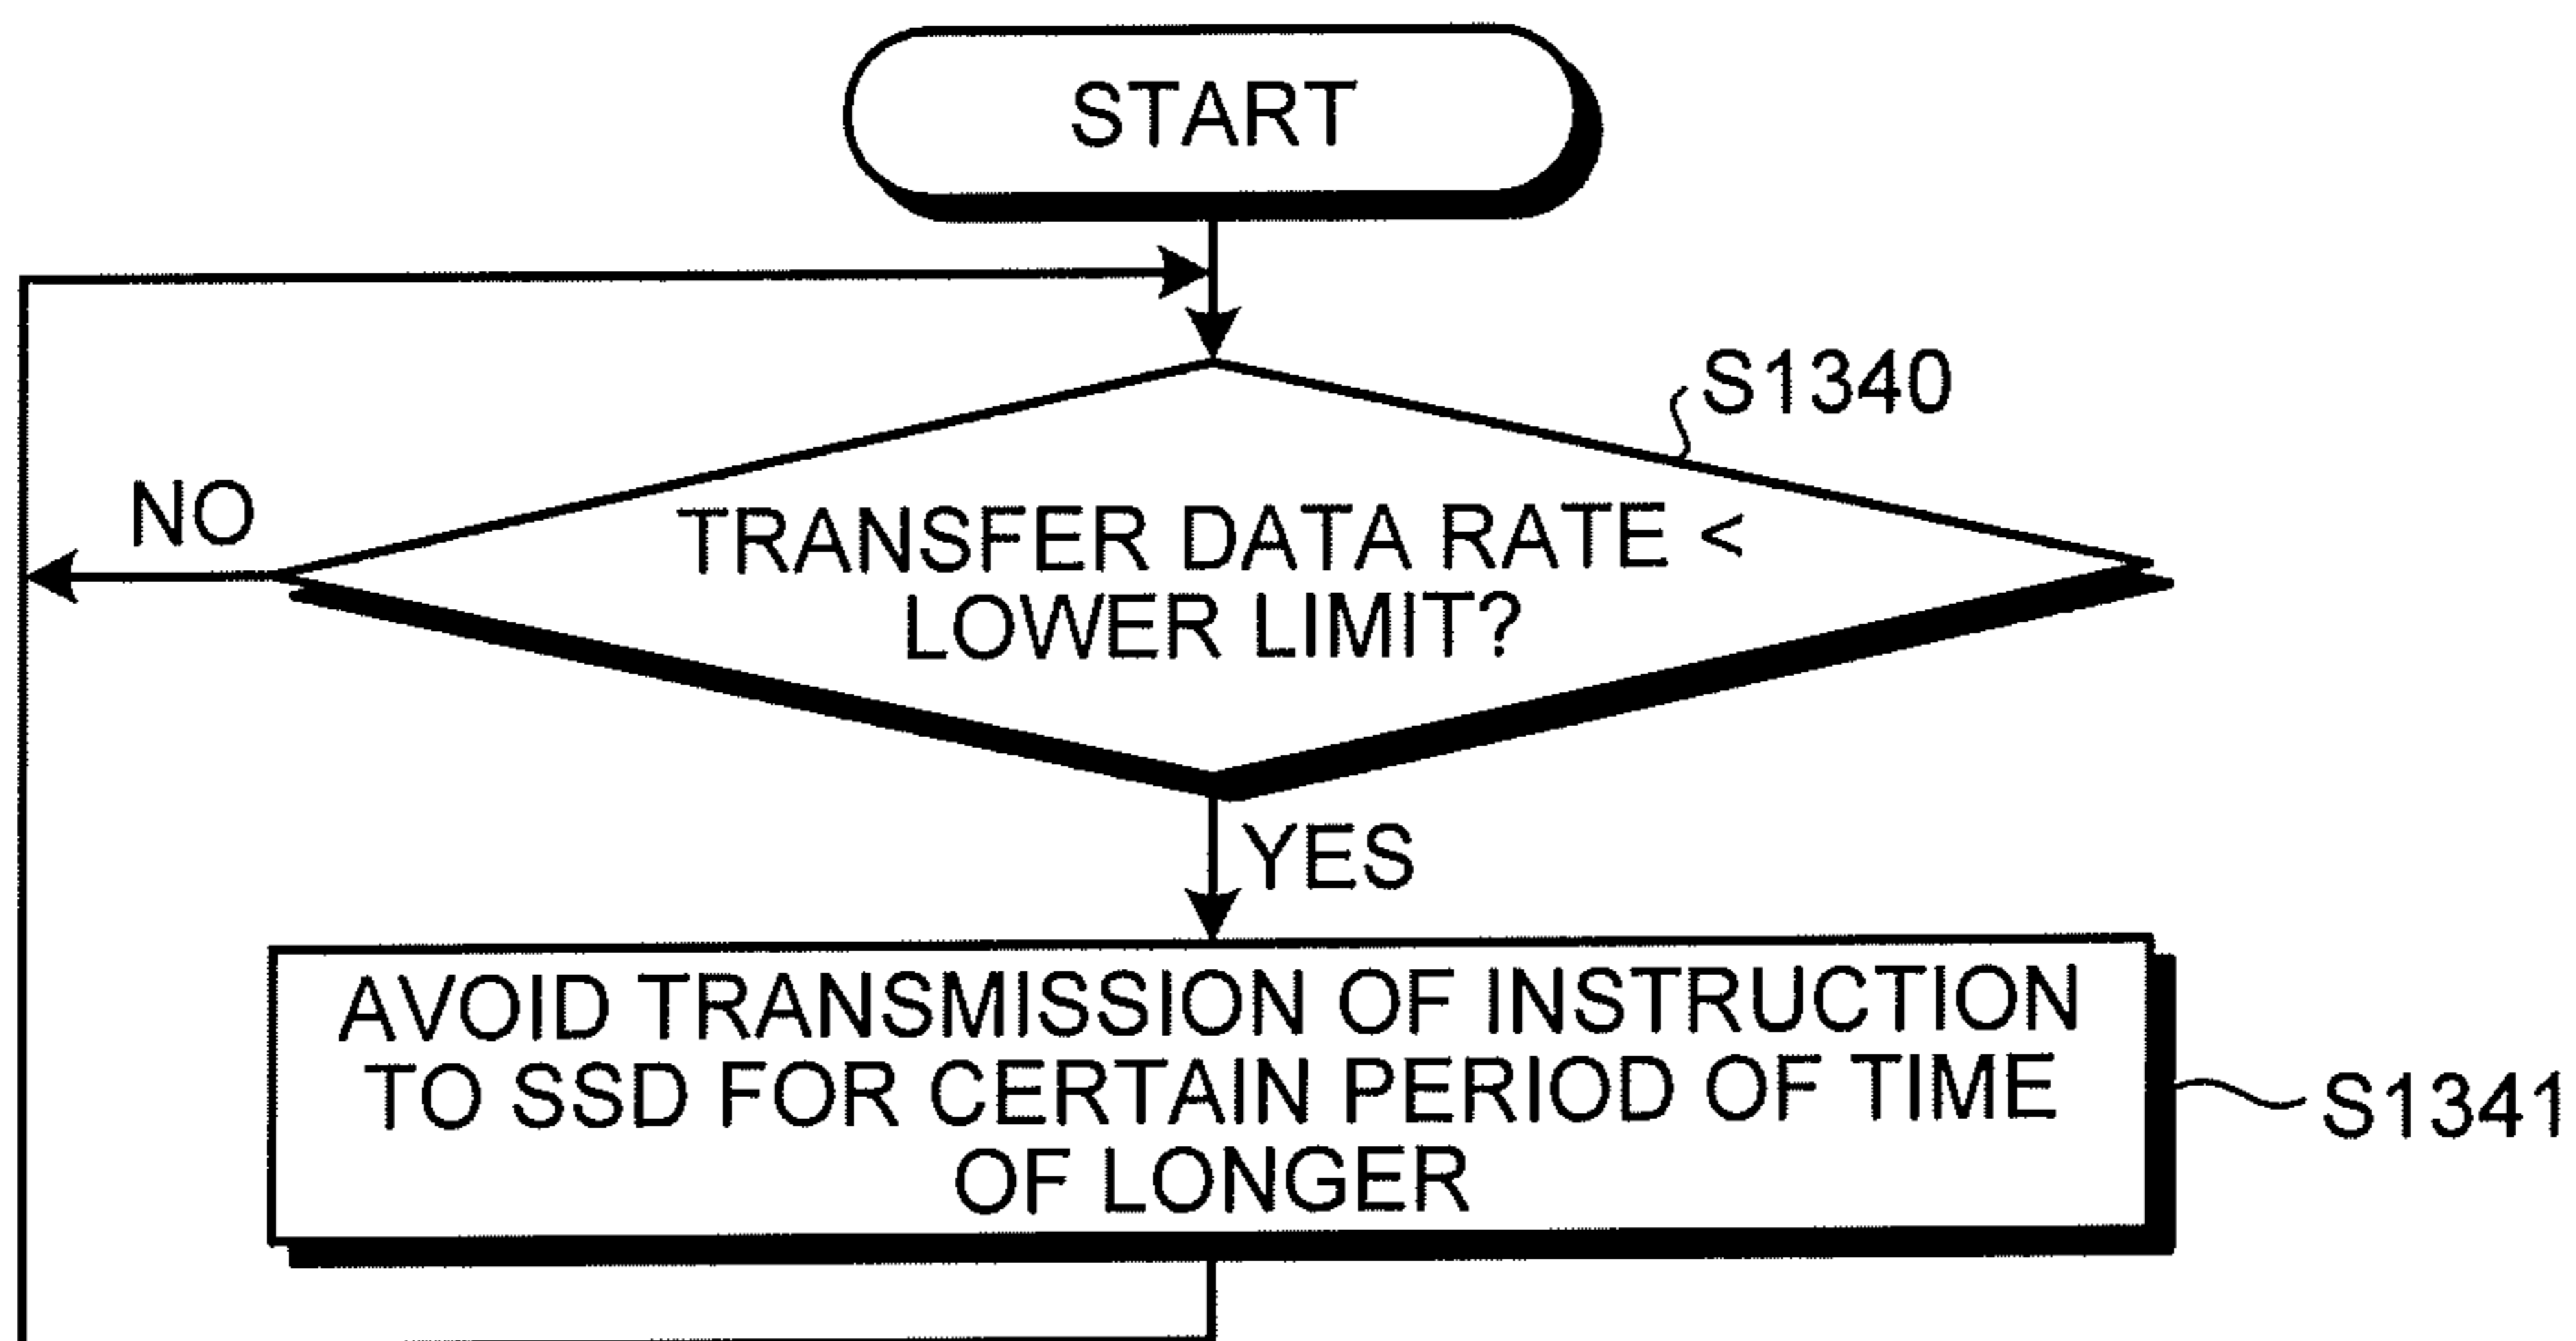 START
S1340
NO
TRANSFER DATA RATE <
LOWER LIMIT?
YES
AVOID TRANSMISSION OF INSTRUCTION
TO SSD FOR CERTAIN PERIOD OF TIME
OF LONGER
S1341